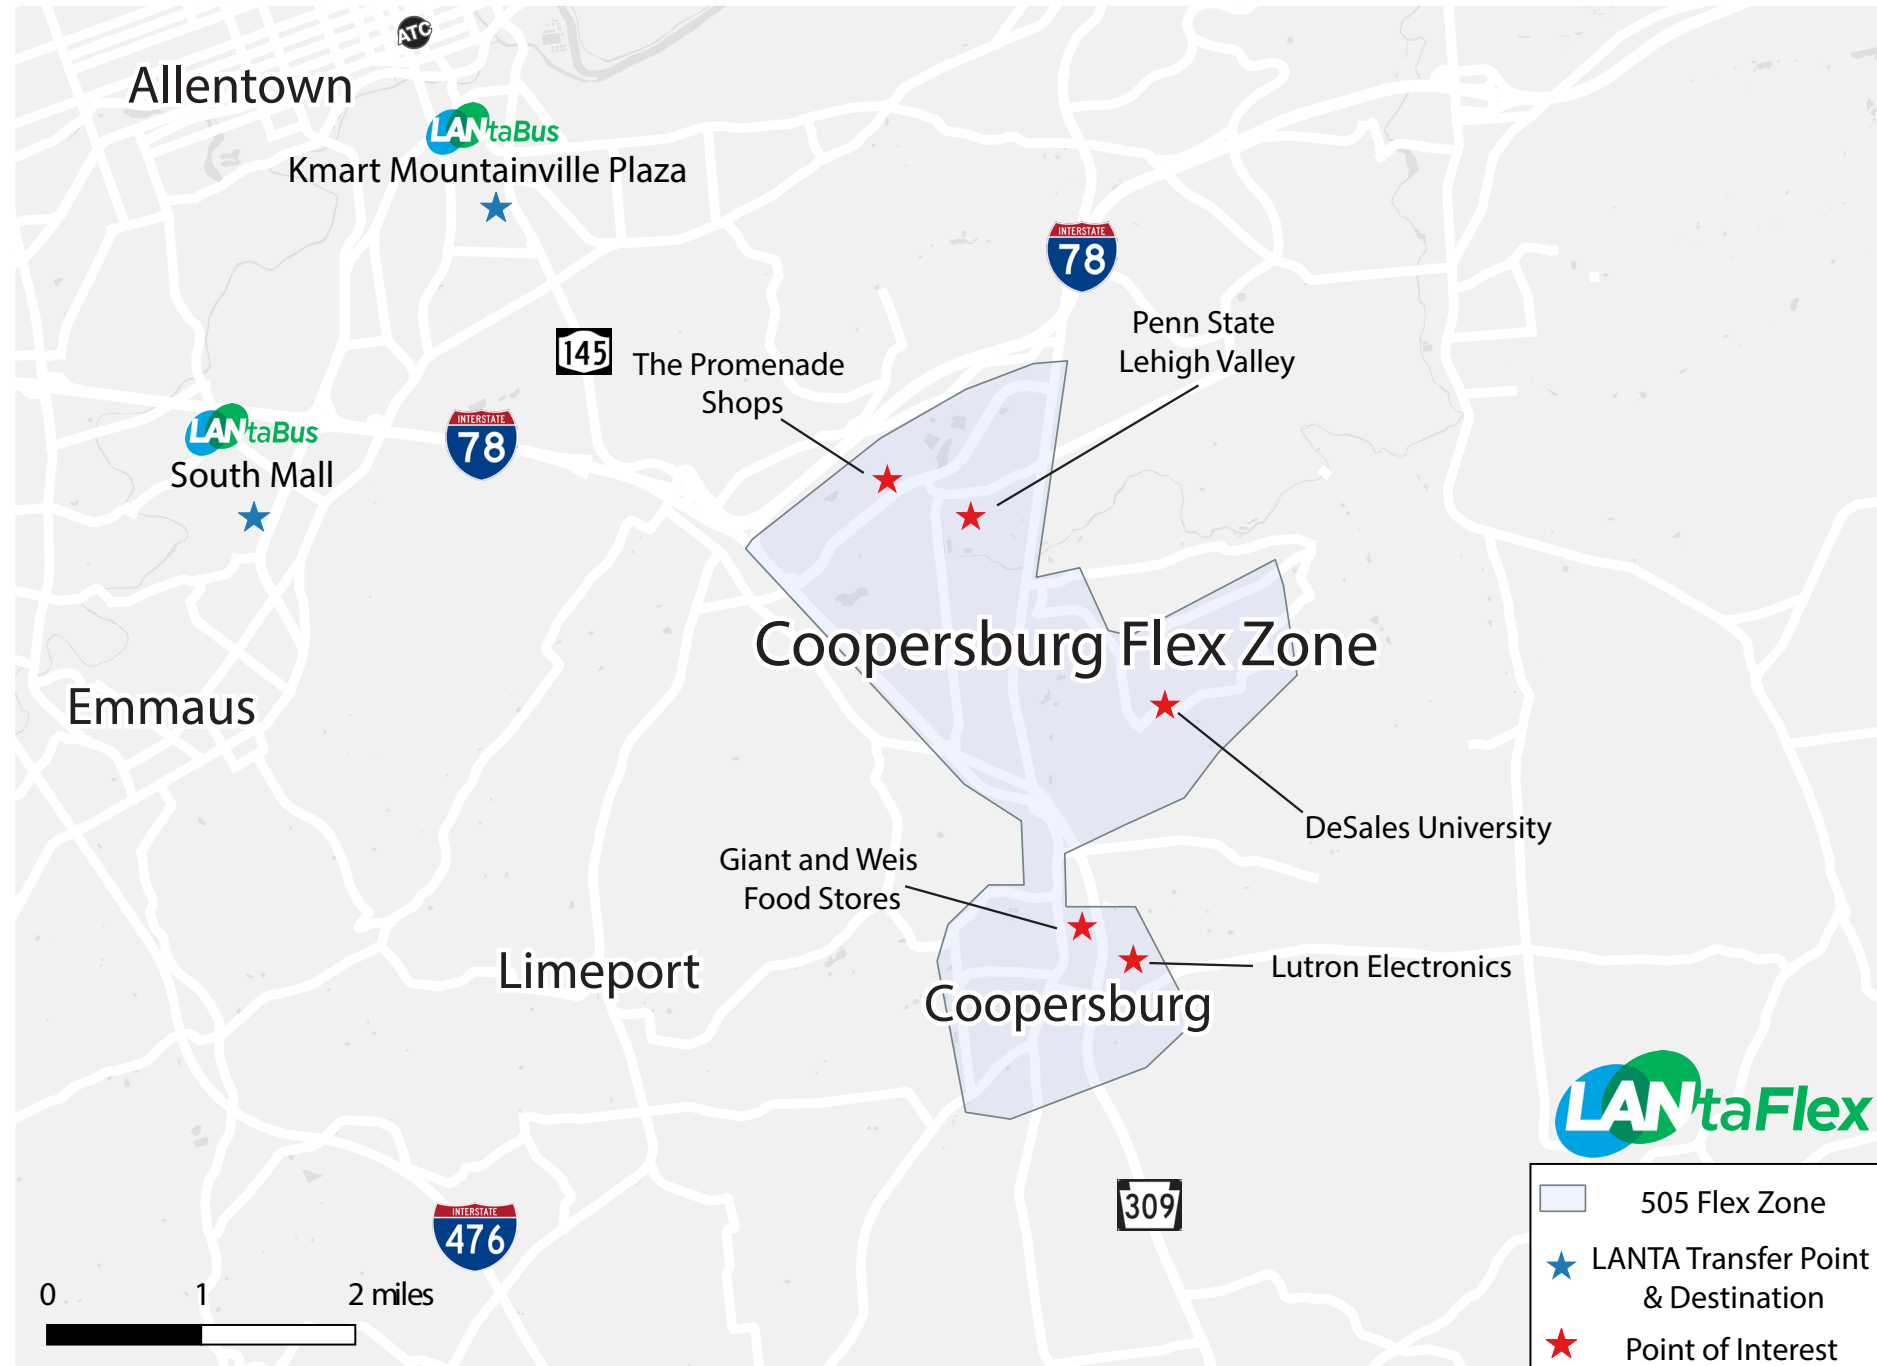 ATC
Allentown
LANtaBus
Kmart Mountainville Plaza
INTERSTATE
78
145
The Promenade
Shops
Penn State
Lehigh Valley
LANtaBus
South Mall
INTERSTATE
78
Coopersburg Flex Zone
Emmaus
DeSales University
Giant and Weis
Food Stores
Limeport
Lutron Electronics
Coopersburg
LANtaFlex
309
INTERSTATE
476
0 1 2 miles
505 Flex Zone
LANTA Transfer Point
& Destination
Point of Interest